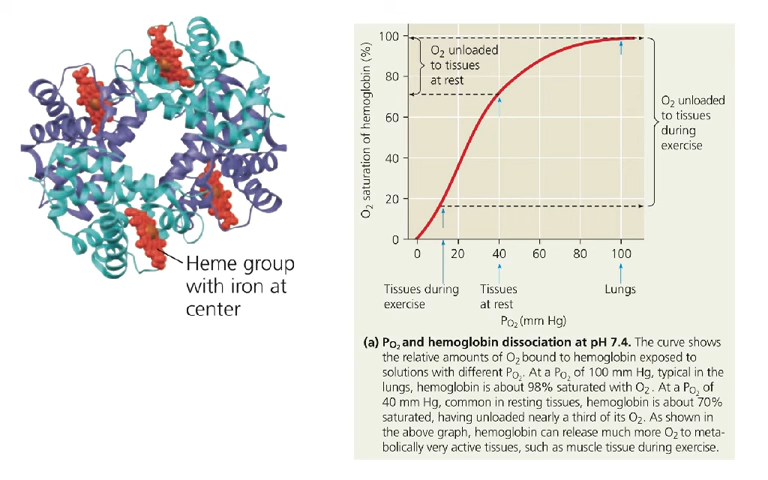 Heme group
with iron at
center
O₂ saturation of hemoglobin (%)
100
80
60
40
20
0
O₂ unloaded
to tissues
at rest
O₂ unloaded
to tissues
during
exercise
0 20 40 60 80 100
Tissues during
exercise
Tissues
at rest
Lungs
P_O₂ (mm Hg)
(a) P_O₂ and hemoglobin dissociation at pH 7.4. The curve shows
the relative amounts of O₂ bound to hemoglobin exposed to
solutions with different P_O₂. At a P_O₂ of 100 mm Hg, typical in the
lungs, hemoglobin is about 98% saturated with O₂. At a P_O₂ of
40 mm Hg, common in resting tissues, hemoglobin is about 70%
saturated, having unloaded nearly a third of its O₂. As shown in
the above graph, hemoglobin can release much more O₂ to meta-
bolically very active tissues, such as muscle tissue during exercise.